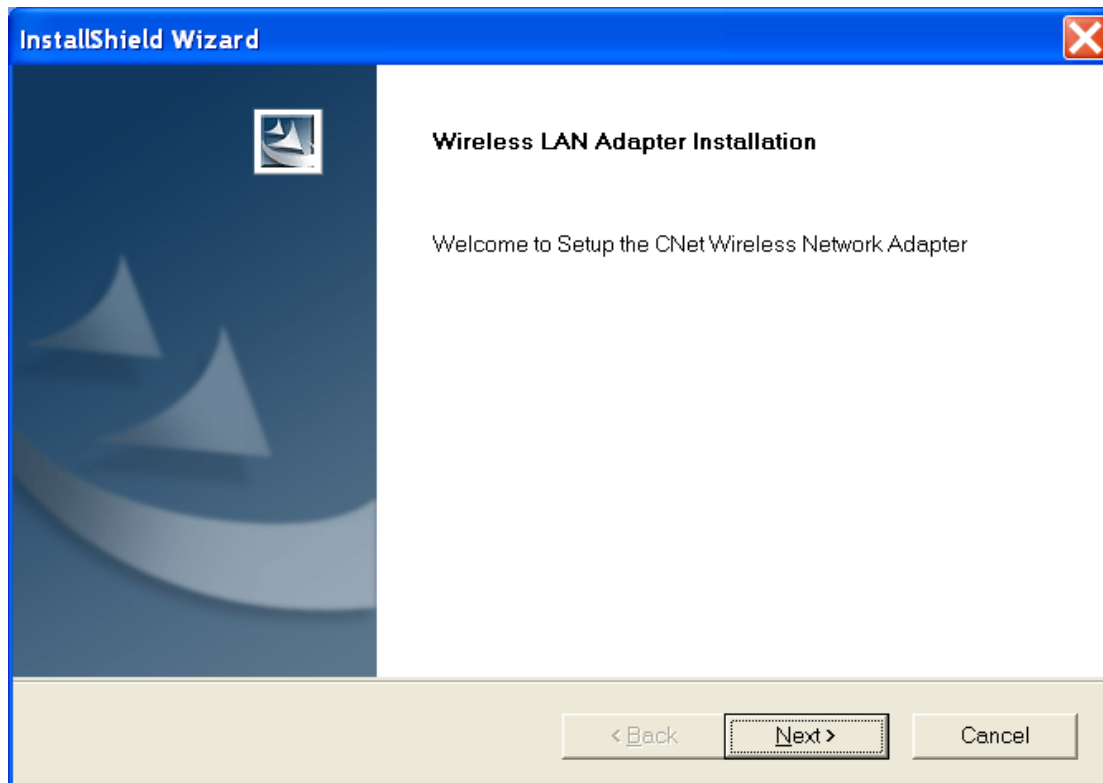 InstallShield Wizard
Wireless LAN Adapter Installation
Welcome to Setup the CNet Wireless Network Adapter
< Back Next > Cancel